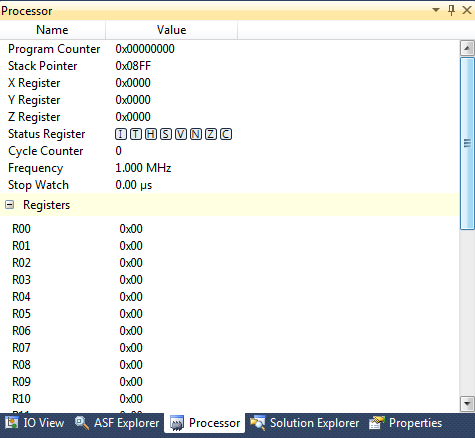 Processor
Name Value
Program Counter 0x00000000
Stack Pointer 0x08FF
X Register 0x0000
Y Register 0x0000
Z Register 0x0000
Status Register I T H S V N Z C
Cycle Counter 0
Frequency 1.000 MHz
Stop Watch 0.00 µs
Registers
R00 0x00
R01 0x00
R02 0x00
R03 0x00
R04 0x00
R05 0x00
R06 0x00
R07 0x00
R08 0x00
R09 0x00
R10 0x00
R11 0x00
IO View ASF Explorer Processor Solution Explorer Properties